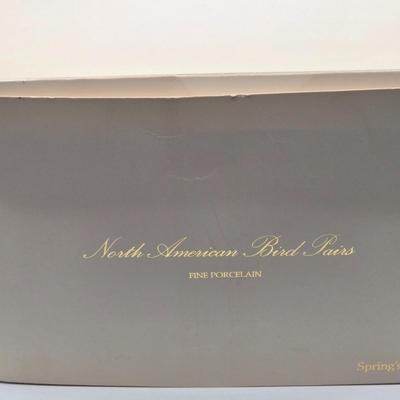 North American Bird Pairs
FINE PORCELAIN
Spring's